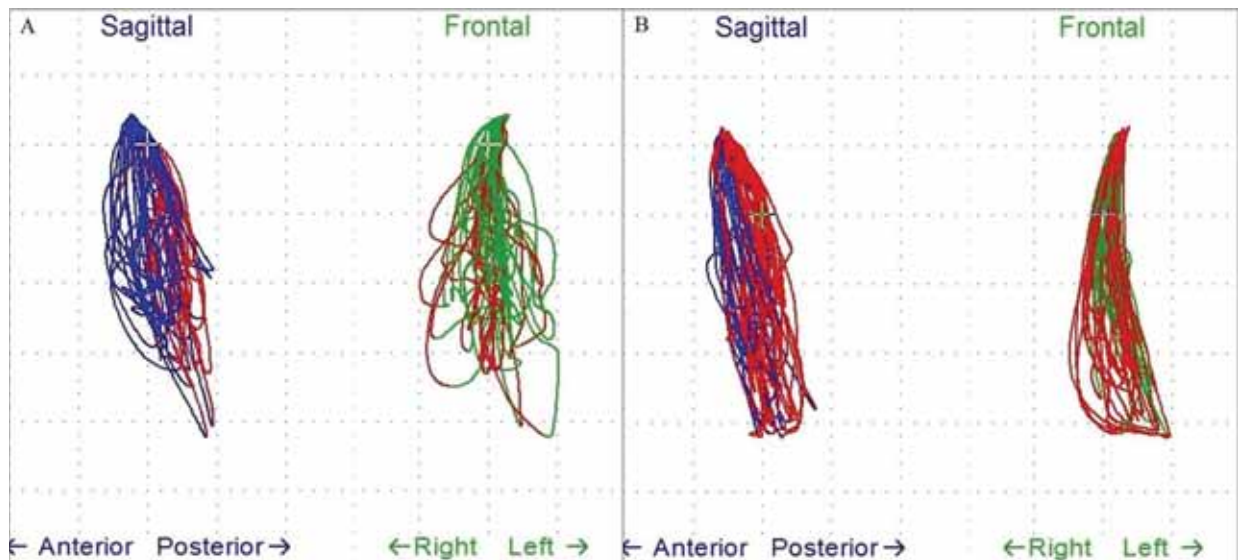 A Sagittal Frontal
← Anterior Posterior→ ←Right Left →
B Sagittal Frontal
← Anterior Posterior→ ←Right Left →